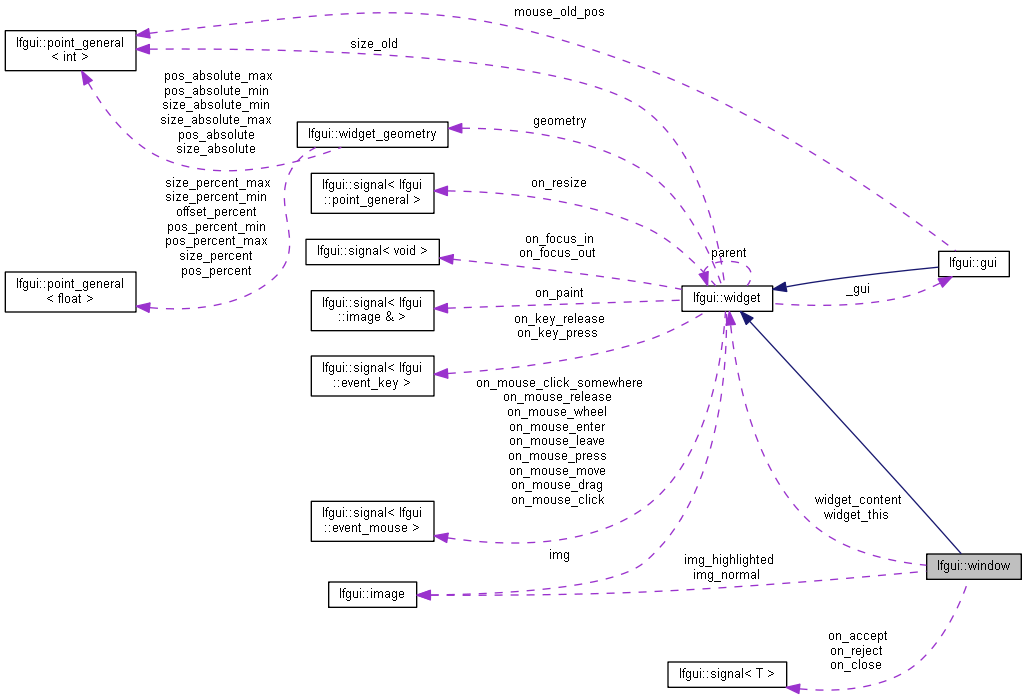 mouse_old_pos
lfgui::point_general
< int >
size_old
pos_absolute_max
pos_absolute_min
size_absolute_min
size_absolute_max
pos_absolute
size_absolute
lfgui::widget_geometry
geometry
size_percent_max
size_percent_min
offset_percent
pos_percent_min
pos_percent_max
size_percent
pos_percent
lfgui::signal< lfgui
::point_general >
on_resize
lfgui::signal< void >
on_focus_in
on_focus_out
parent
lfgui::gui
lfgui::point_general
< float >
lfgui::signal< lfgui
::image & >
on_paint
lfgui::widget
_gui
on_key_release
on_key_press
lfgui::signal< lfgui
::event_key >
on_mouse_click_somewhere
on_mouse_release
on_mouse_wheel
on_mouse_enter
on_mouse_leave
on_mouse_press
on_mouse_move
on_mouse_drag
on_mouse_click
lfgui::signal< lfgui
::event_mouse >
widget_content
widget_this
img
img_highlighted
img_normal
lfgui::window
lfgui::image
on_accept
on_reject
on_close
lfgui::signal< T >